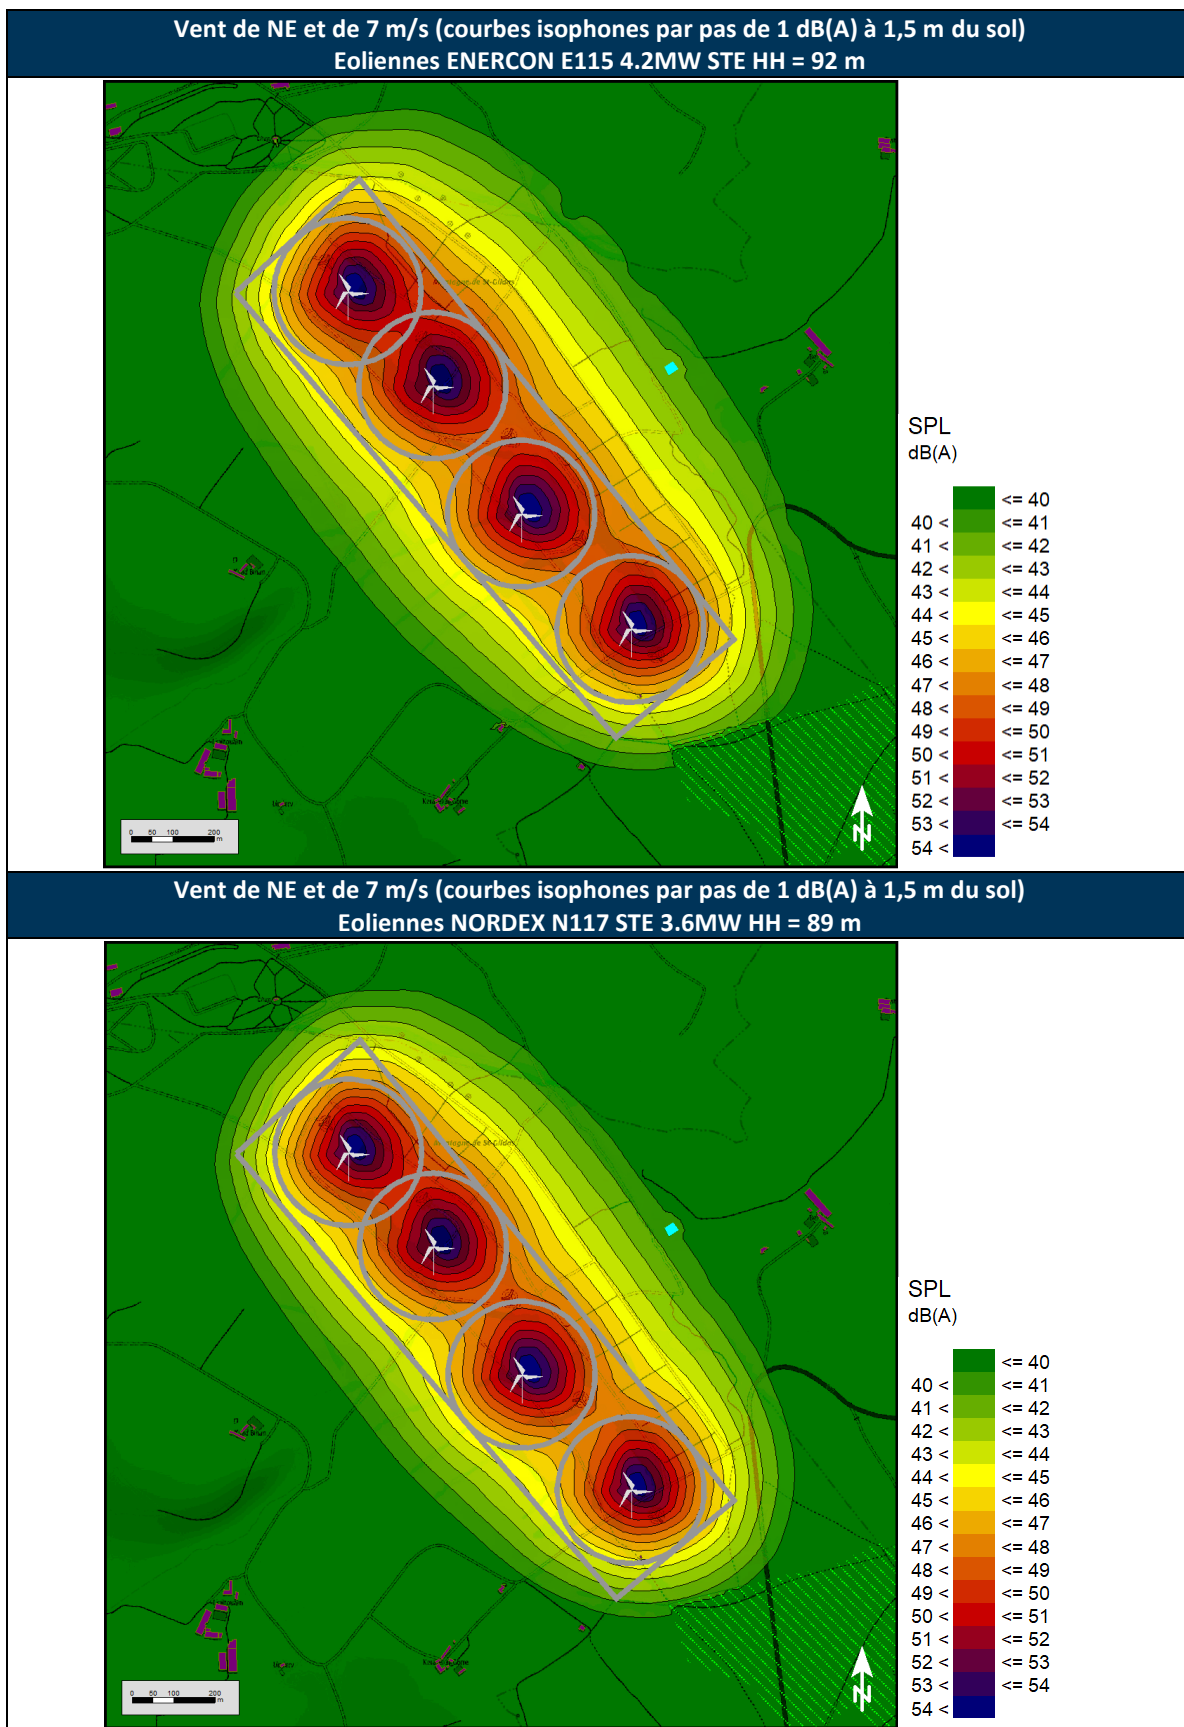 Vent de NE et de 7 m/s (courbes isophones par pas de 1 dB(A) à 1,5 m du sol)
Eoliennes ENERCON E115 4.2MW STE HH = 92 m
SPL
dB(A)
<= 40
40 < <= 41
41 < <= 42
42 < <= 43
43 < <= 44
44 < <= 45
45 < <= 46
46 < <= 47
47 < <= 48
48 < <= 49
49 < <= 50
50 < <= 51
51 < <= 52
52 < <= 53
53 < <= 54
54 <
0 50 100 200
m
N
Vent de NE et de 7 m/s (courbes isophones par pas de 1 dB(A) à 1,5 m du sol)
Eoliennes NORDEX N117 STE 3.6MW HH = 89 m
SPL
dB(A)
<= 40
40 < <= 41
41 < <= 42
42 < <= 43
43 < <= 44
44 < <= 45
45 < <= 46
46 < <= 47
47 < <= 48
48 < <= 49
49 < <= 50
50 < <= 51
51 < <= 52
52 < <= 53
53 < <= 54
54 <
0 50 100 200
m
N